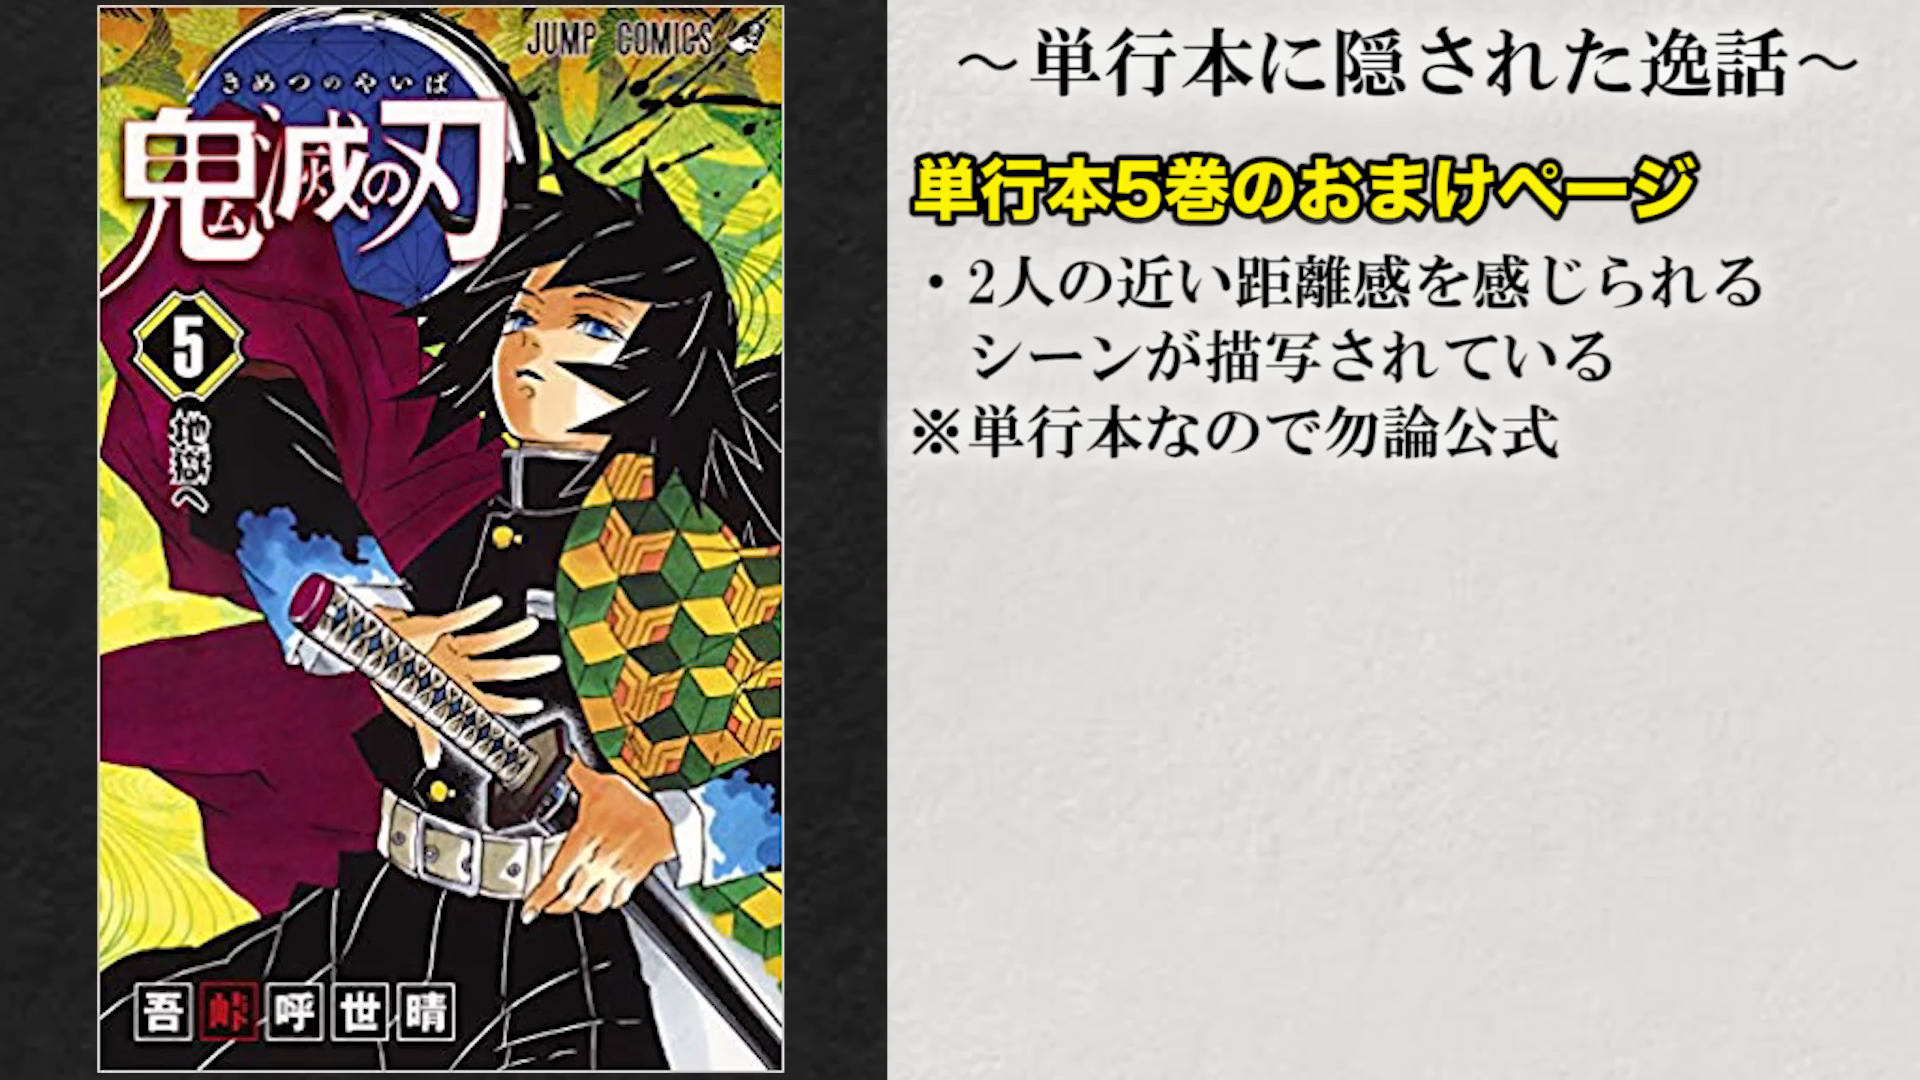 JUMP COMICS
きめつのやいば
鬼滅の刃
5
地獄へ
吾峠呼世晴
～単行本に隠された逸話～
単行本5巻のおまけページ
・2人の近い距離感を感じられる
シーンが描写されている
※単行本なので勿論公式